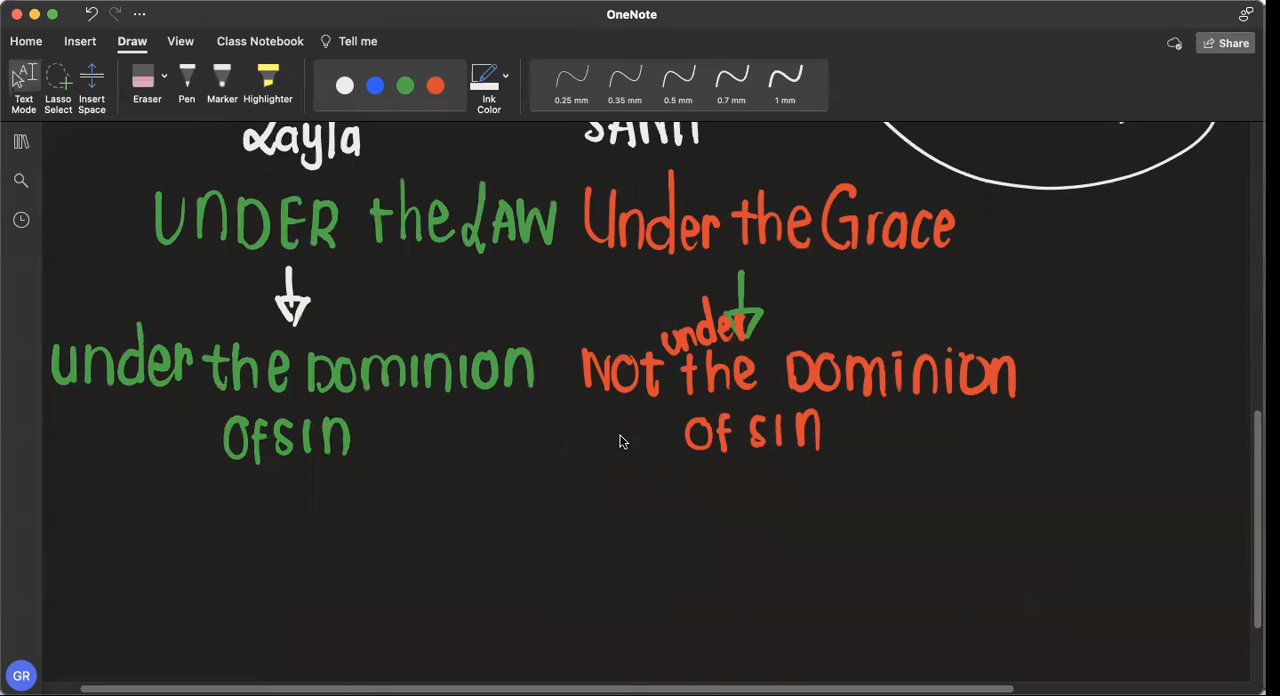 OneNote
Home Insert Draw View Class Notebook Tell me
Share
Text Mode
Lasso Select
Insert Space
Eraser
Pen
Marker
Highlighter
Ink Color
0.25 mm
0.35 mm
0.5 mm
0.7 mm
1 mm
Layla
UNDER the LAW
Under the Grace
under the DOMINION
OF SIN
under
NOT the DOMINION
OF SIN
GR